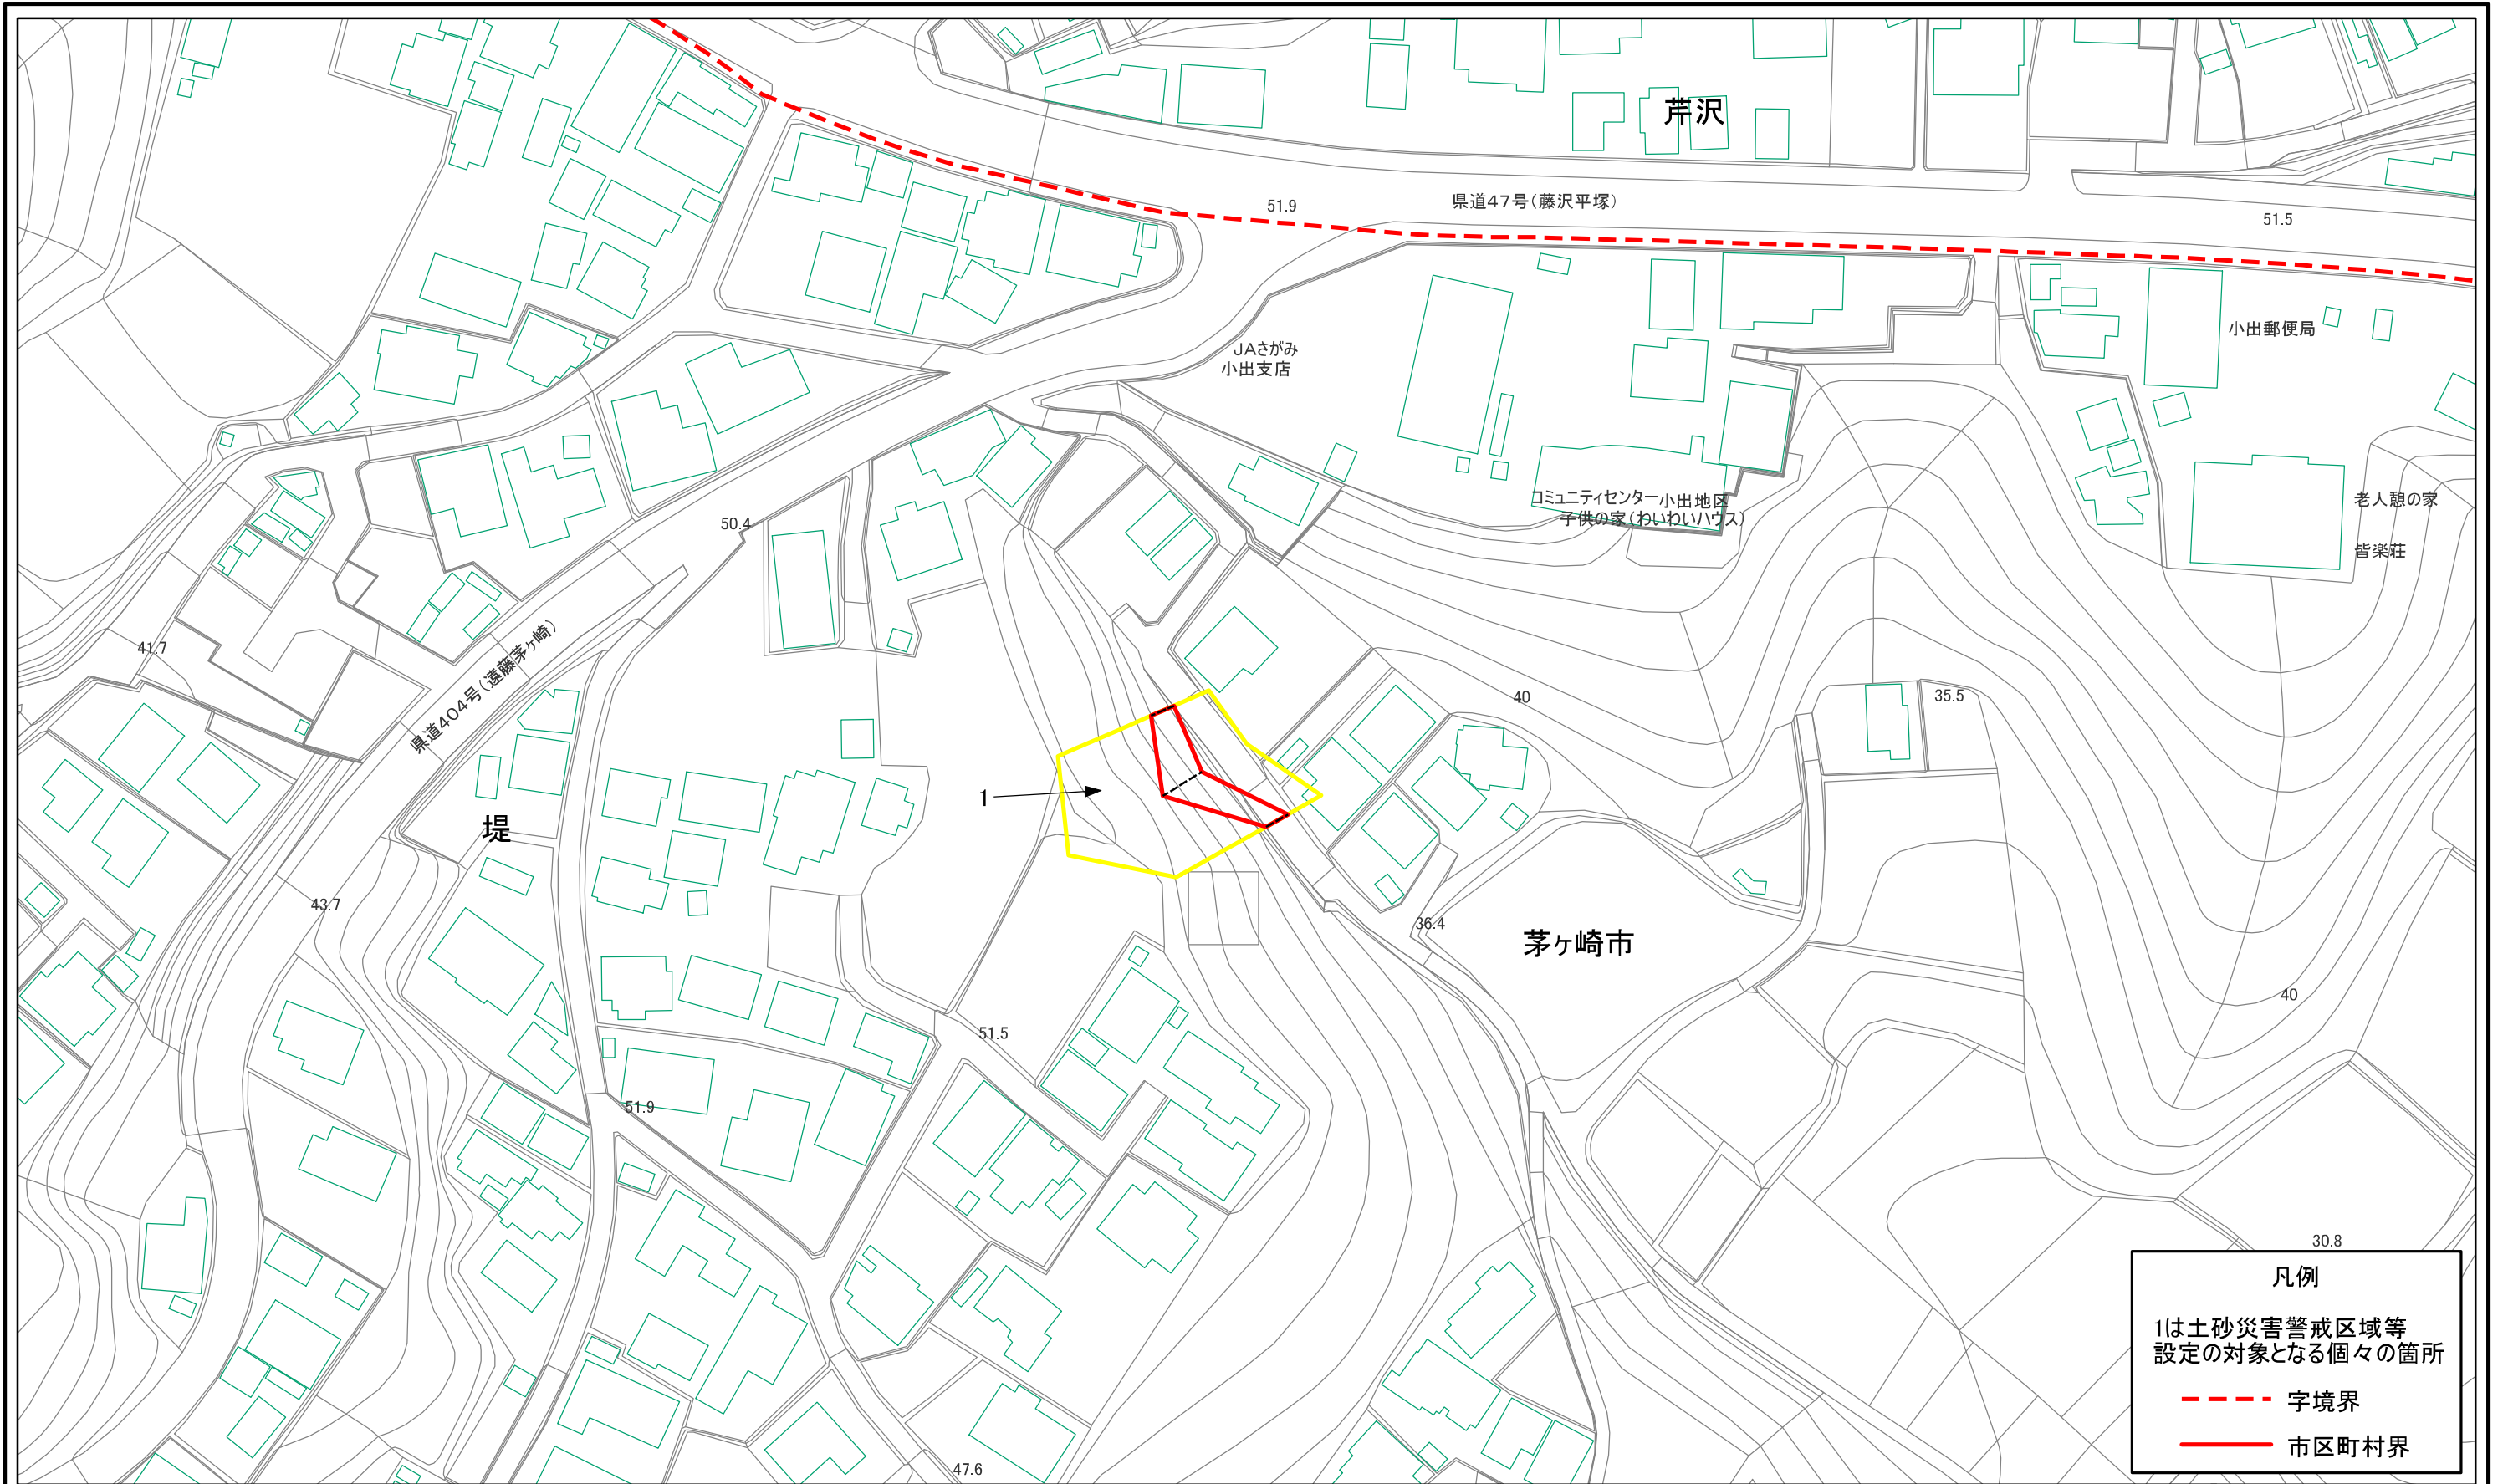 芹沢
51.9
県道47号(藤沢平塚)
51.5
小出郵便局
JAさがみ
小出支店
コミュニティセンター小出地区
子供の家(わいわいハウス)
老人憩の家
皆楽荘
50.4
41.7
県道404号(遠藤茅ヶ崎)
40
35.5
1
堤
43.7
36.4
茅ヶ崎市
40
51.5
51.9
30.8
47.6
凡例
1は土砂災害警戒区域等
設定の対象となる個々の箇所
字境界
市区町村界